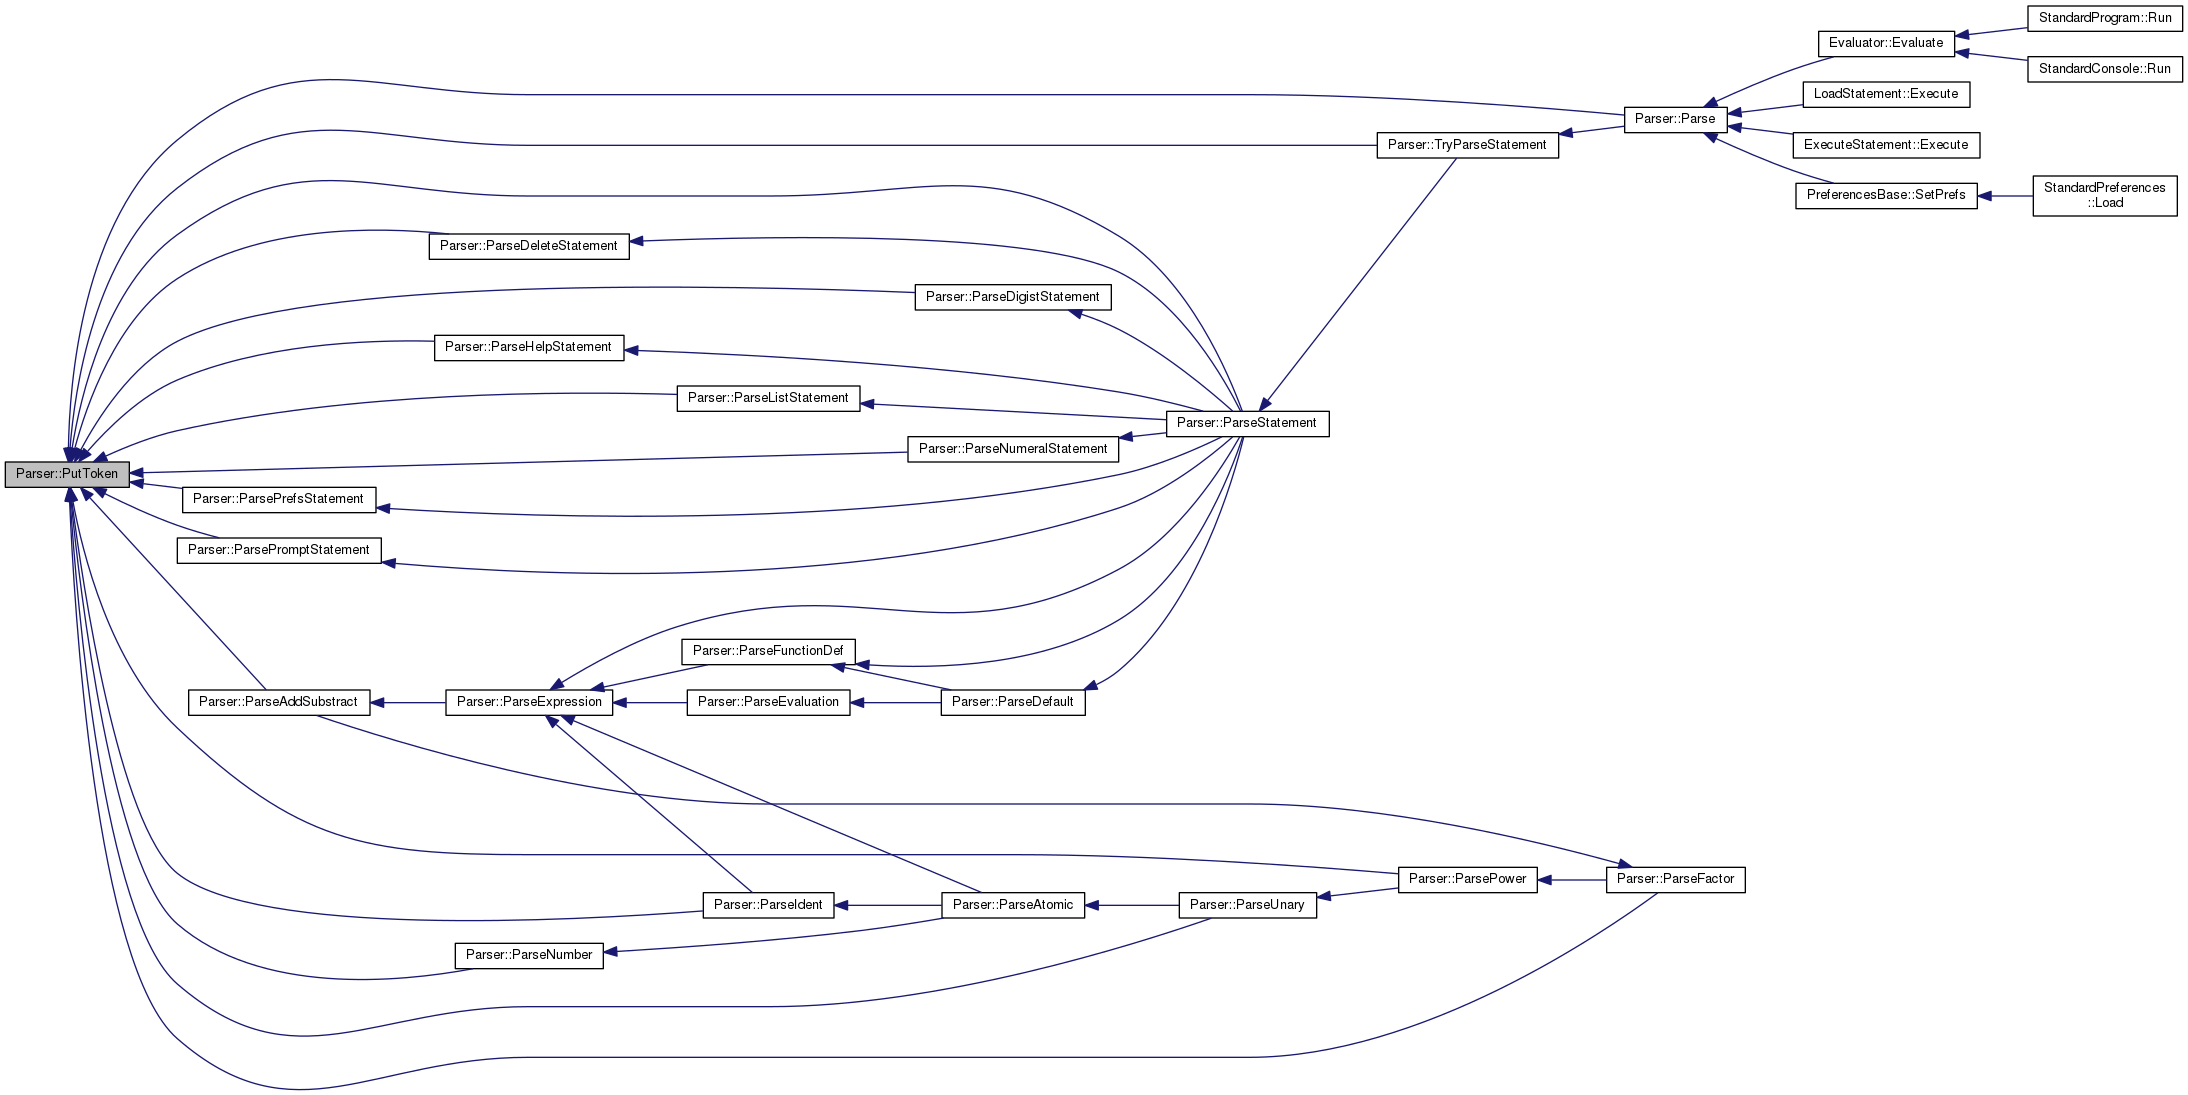 StandardProgram::Run
Evaluator::Evaluate
StandardConsole::Run
LoadStatement::Execute
Parser::Parse
ExecuteStatement::Execute
Parser::TryParseStatement
StandardPreferences
::Load
PreferencesBase::SetPrefs
Parser::ParseDeleteStatement
Parser::ParseDigistStatement
Parser::ParseHelpStatement
Parser::ParseListStatement
Parser::ParseStatement
Parser::ParseNumeralStatement
Parser::PutToken
Parser::ParsePrefsStatement
Parser::ParsePromptStatement
Parser::ParseFunctionDef
Parser::ParseAddSubstract
Parser::ParseExpression
Parser::ParseEvaluation
Parser::ParseDefault
Parser::ParsePower
Parser::ParseFactor
Parser::ParseIdent
Parser::ParseAtomic
Parser::ParseUnary
Parser::ParseNumber